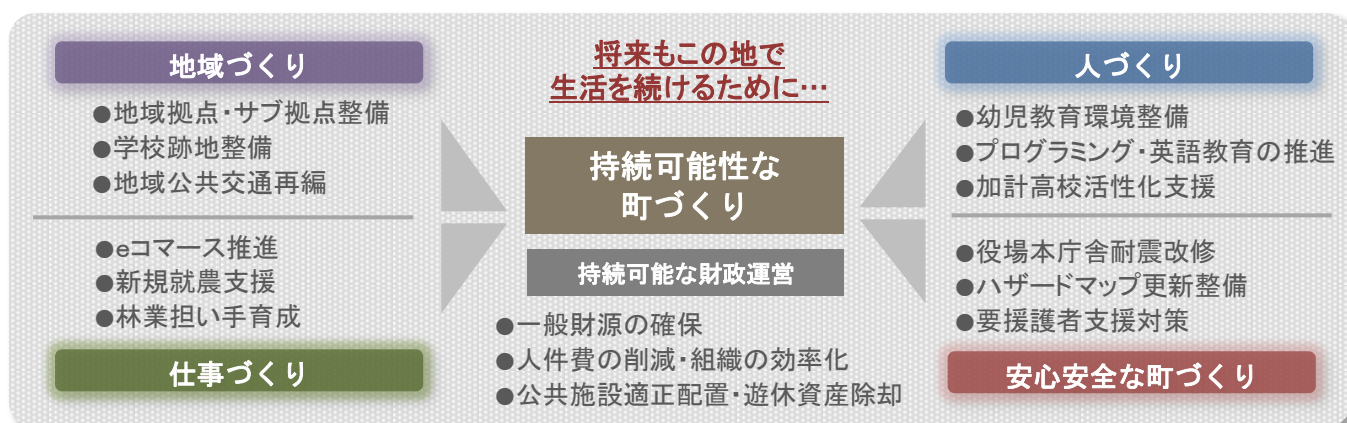 地域づくり
●地域拠点・サブ拠点整備
●学校跡地整備
●地域公共交通再編
●eコマース推進
●新規就農支援
●林業担い手育成
仕事づくり
将来もこの地で
生活を続けるために…
持続可能性な
町づくり
持続可能な財政運営
●一般財源の確保
●人件費の削減・組織の効率化
●公共施設適正配置・遊休資産除却
人づくり
●幼児教育環境整備
●プログラミング・英語教育の推進
●加計高校活性化支援
●役場本庁舎耐震改修
●ハザードマップ更新整備
●要援護者支援対策
安心安全な町づくり